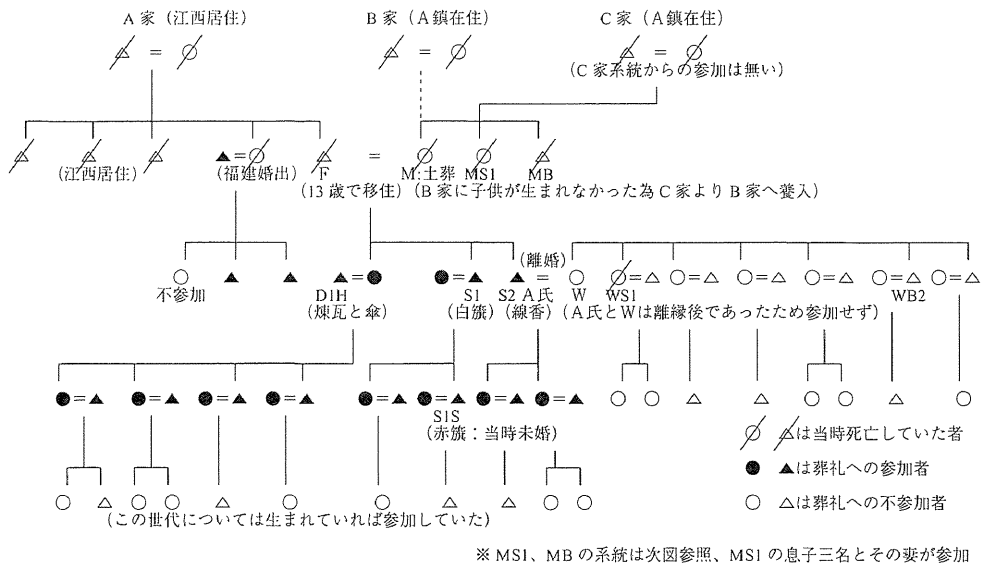 A家（江西居住） B家（A鎮在住） C家（A鎮在住）
= = =
（C家系統からの参加は無い）
= =
（江西居住） （福建婚出） F M:土葬 MS1 MB
（13歳で移住）（B家に子供が生まれなかった為C家よりB家へ養入）
（離婚）
= = = = = = = = =
不参加 D1H S1 S2 A氏 W WS1 WB2
（煉瓦と傘） （白旗） （線香） （A氏とWは離縁後であったため参加せず）
= = = = = = = =
S1S
（赤旗：当時未婚）
は当時死亡していた者
は葬礼への参加者
は葬礼への不参加者
（この世代については生まれていれば参加していた）
※MS1、MBの系統は次図参照、MS1の息子三名とその妻が参加